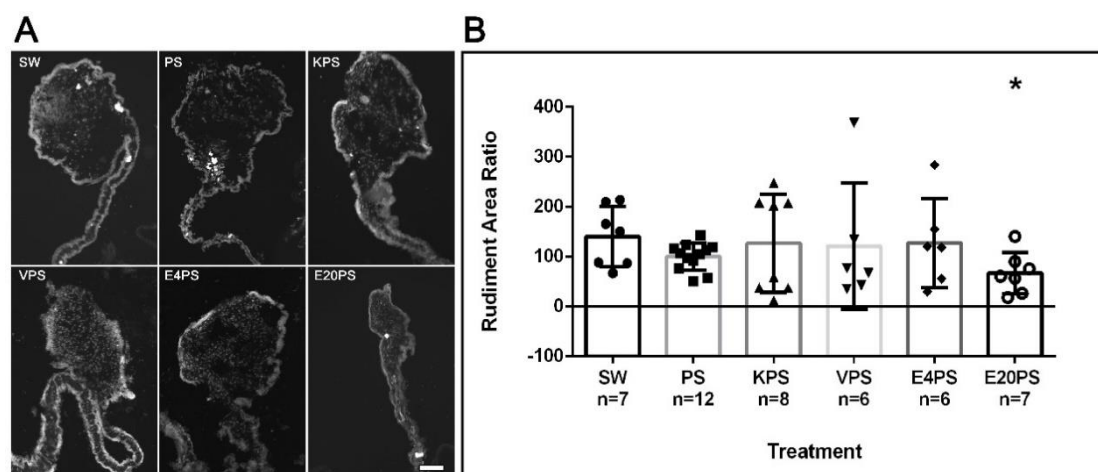 A
SW PS KPS
VPS E4PS E20PS
B
Rudiment Area Ratio
*
400
300
200
100
0
-100
SW PS KPS VPS E4PS E20PS
n=7 n=12 n=8 n=6 n=6 n=7
Treatment